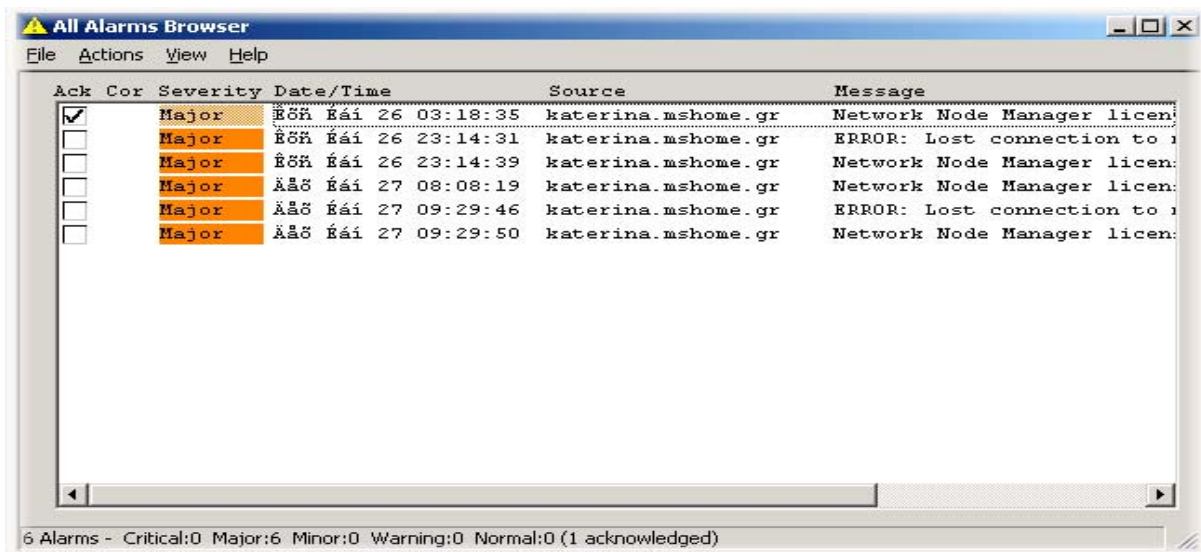 All Alarms Browser
File Actions View Help
Ack Cor Severity Date/Time Source Message
Major Êõñ Éáí 26 03:18:35 katerina.mshome.gr Network Node Manager licen
Major Êõñ Éáí 26 23:14:31 katerina.mshome.gr ERROR: Lost connection to
Major Êõñ Éáí 26 23:14:39 katerina.mshome.gr Network Node Manager licen
Major Äåõ Éáí 27 08:08:19 katerina.mshome.gr Network Node Manager licen
Major Äåõ Éáí 27 09:29:46 katerina.mshome.gr ERROR: Lost connection to
Major Äåõ Éáí 27 09:29:50 katerina.mshome.gr Network Node Manager licen
6 Alarms - Critical:0 Major:6 Minor:0 Warning:0 Normal:0 (1 acknowledged)